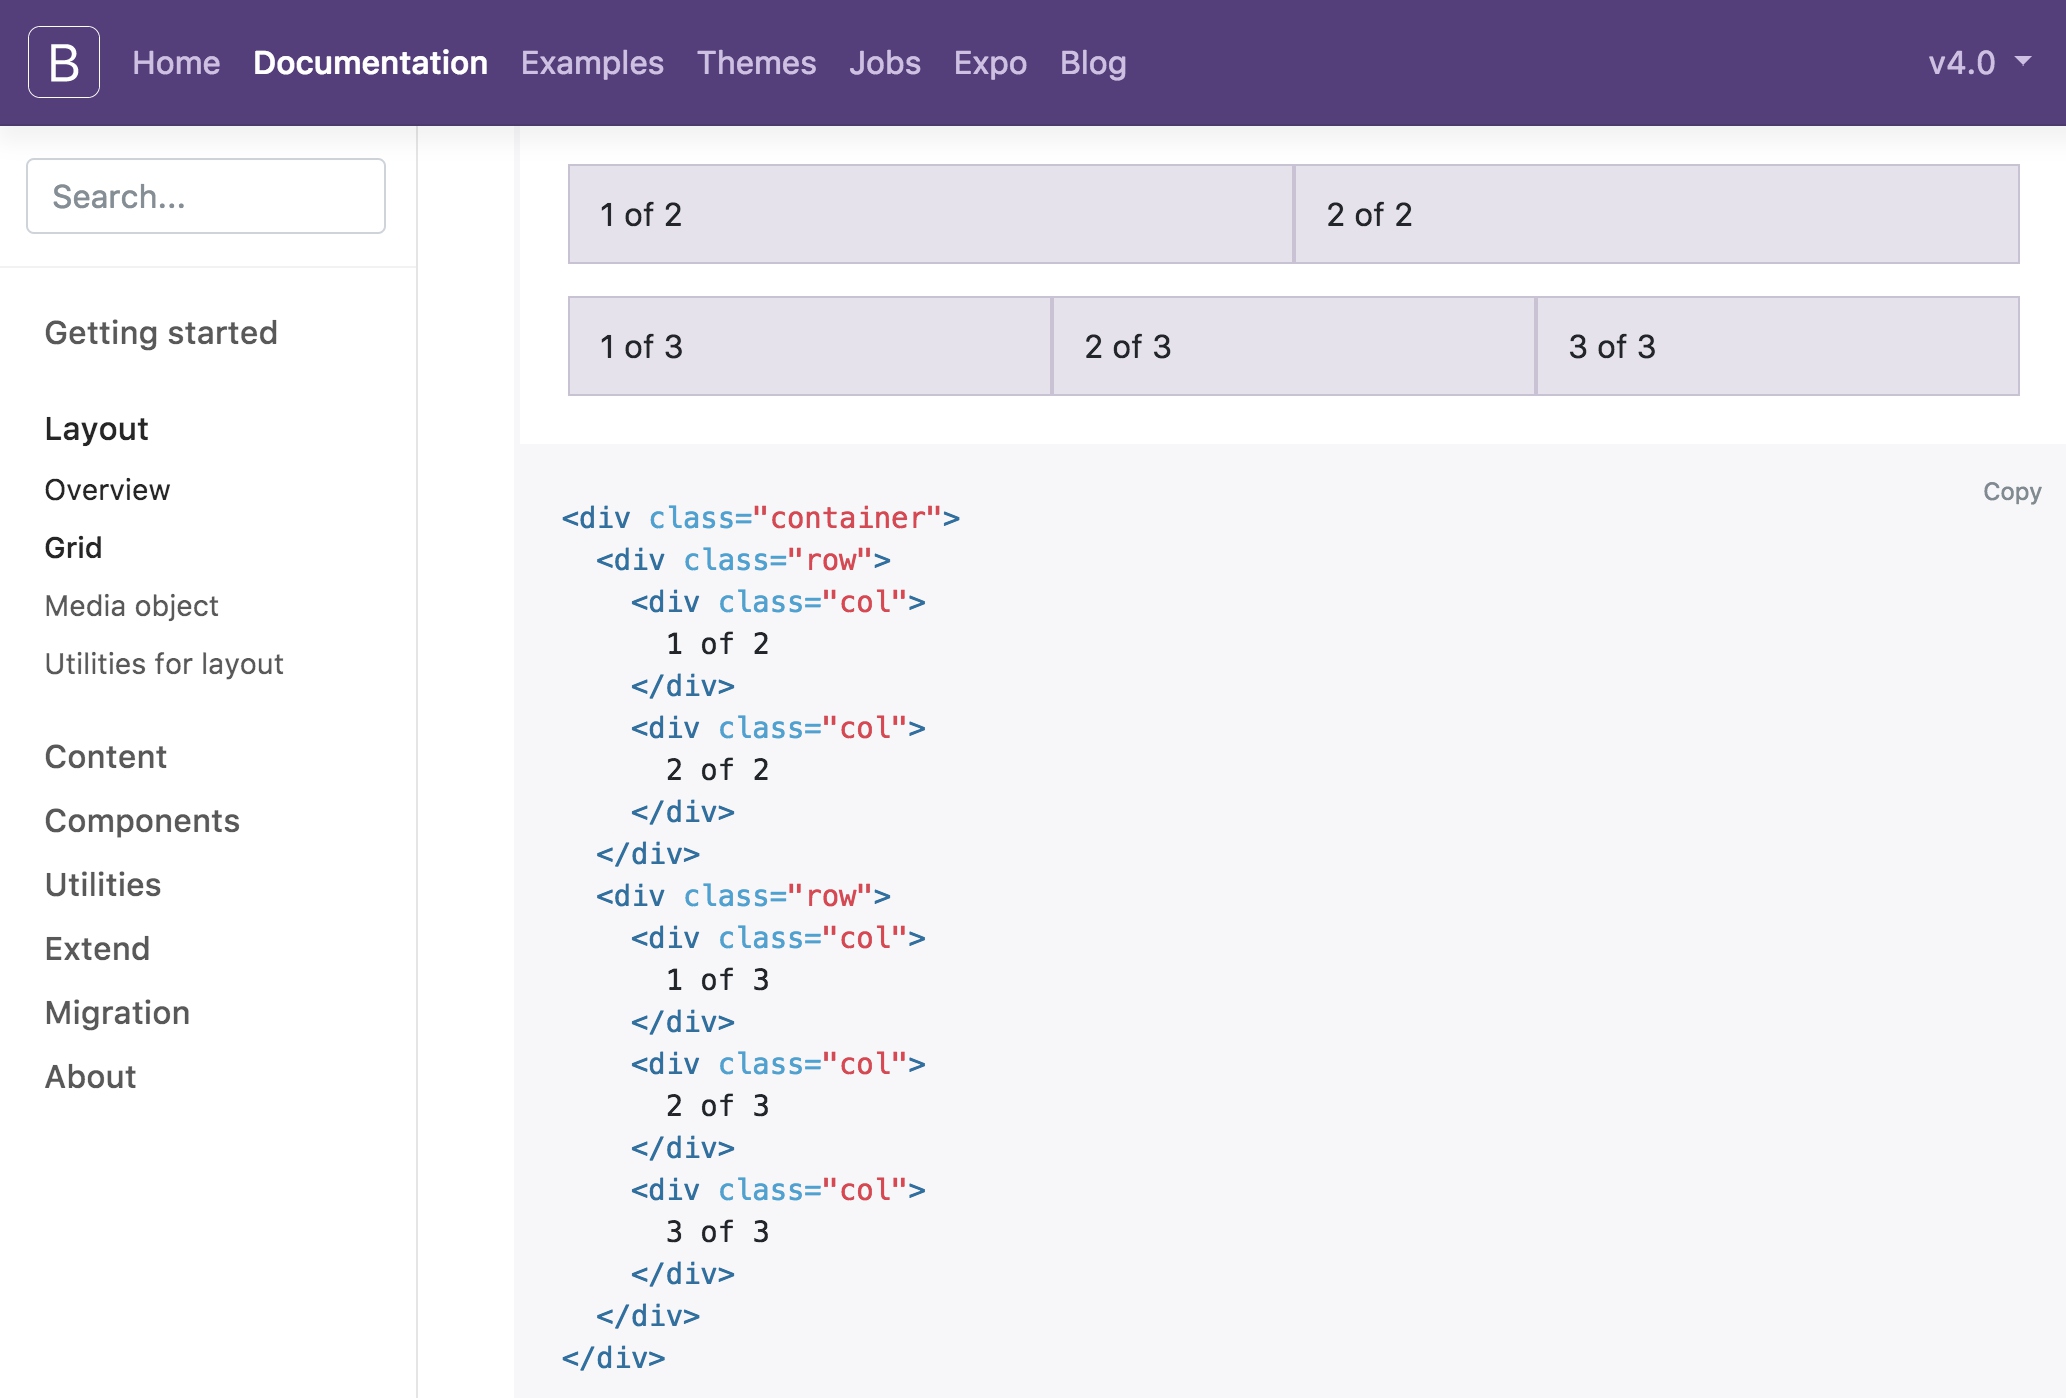 B Home Documentation Examples Themes Jobs Expo Blog v4.0
Search...
Getting started
Layout
Overview
Grid
Media object
Utilities for layout
Content
Components
Utilities
Extend
Migration
About
1 of 2 2 of 2
1 of 3 2 of 3 3 of 3
Copy
<div class="container">
  <div class="row">
    <div class="col">
      1 of 2
    </div>
    <div class="col">
      2 of 2
    </div>
  </div>
  <div class="row">
    <div class="col">
      1 of 3
    </div>
    <div class="col">
      2 of 3
    </div>
    <div class="col">
      3 of 3
    </div>
  </div>
</div>